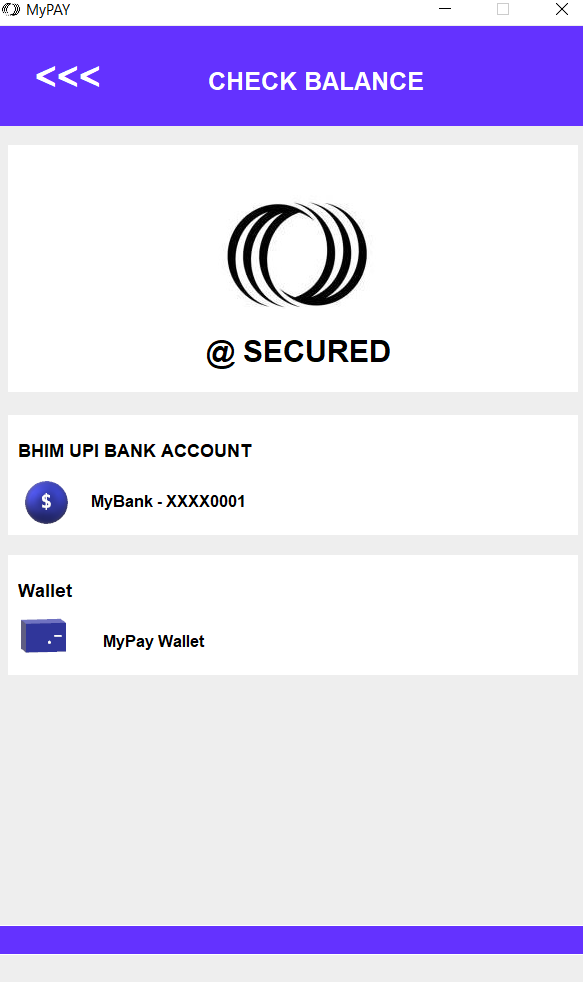 MyPAY
<<< CHECK BALANCE
@ SECURED
BHIM UPI BANK ACCOUNT
$ MyBank - XXXX0001
Wallet
MyPay Wallet